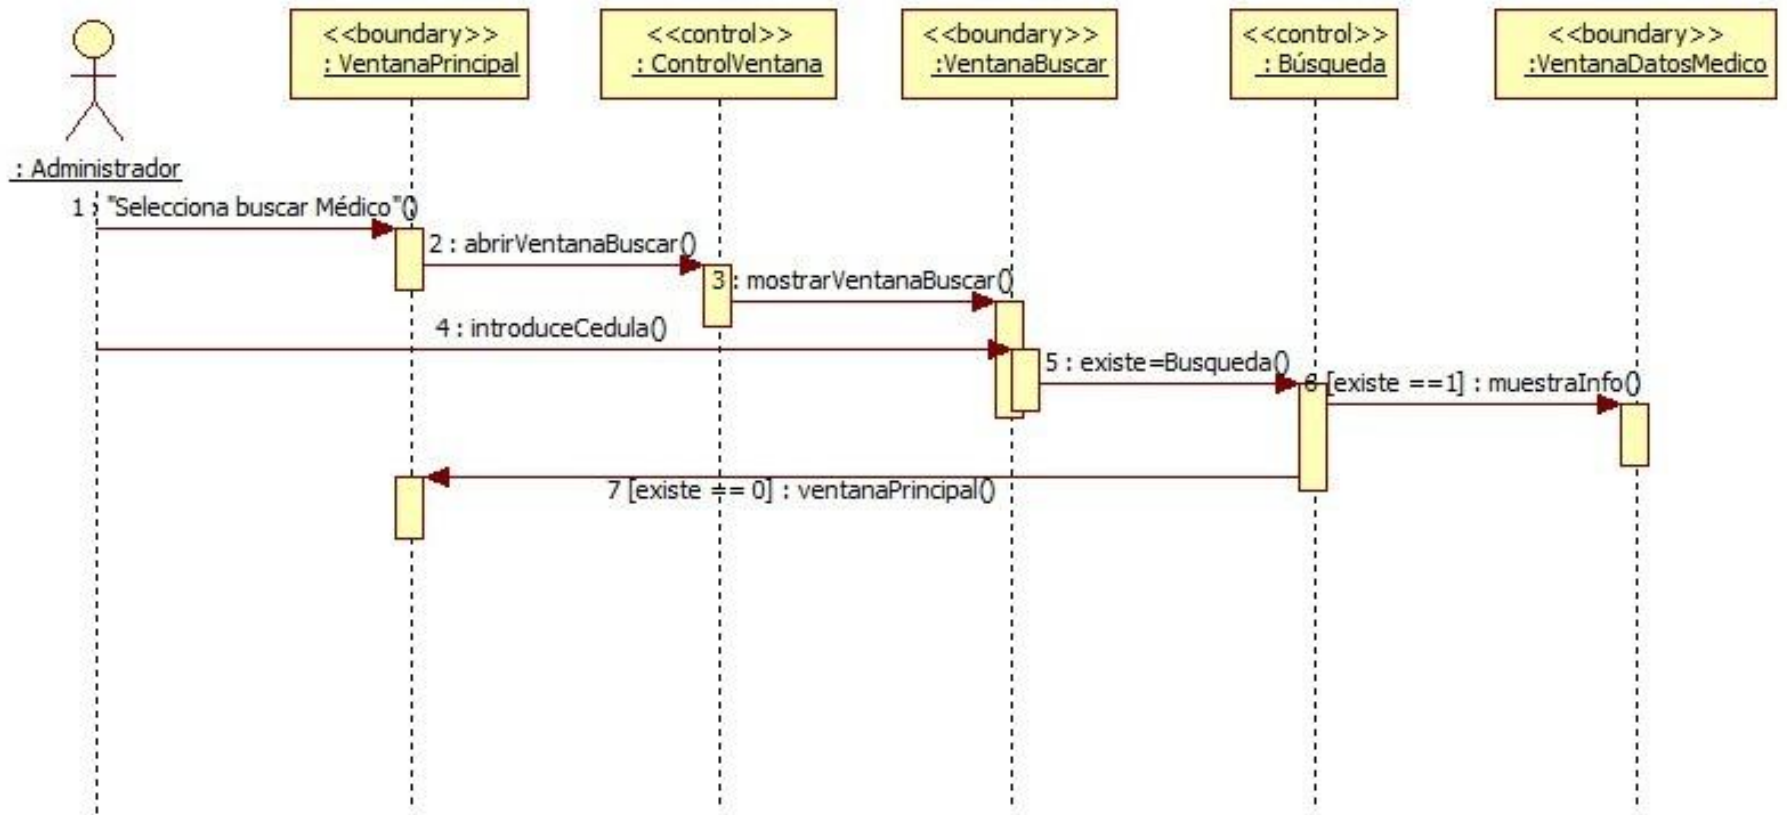 <<boundary>>
: VentanaPrincipal
<<control>>
: ControlVentana
<<boundary>>
:VentanaBuscar
<<control>>
: Búsqueda
<<boundary>>
:VentanaDatosMedico
: Administrador
1 : "Selecciona buscar Médico"()
2 : abrirVentanaBuscar()
3 : mostrarVentanaBuscar()
4 : introduceCedula()
5 : existe=Busqueda()
6 [existe ==1] : muestraInfo()
7 [existe == 0] : ventanaPrincipal()